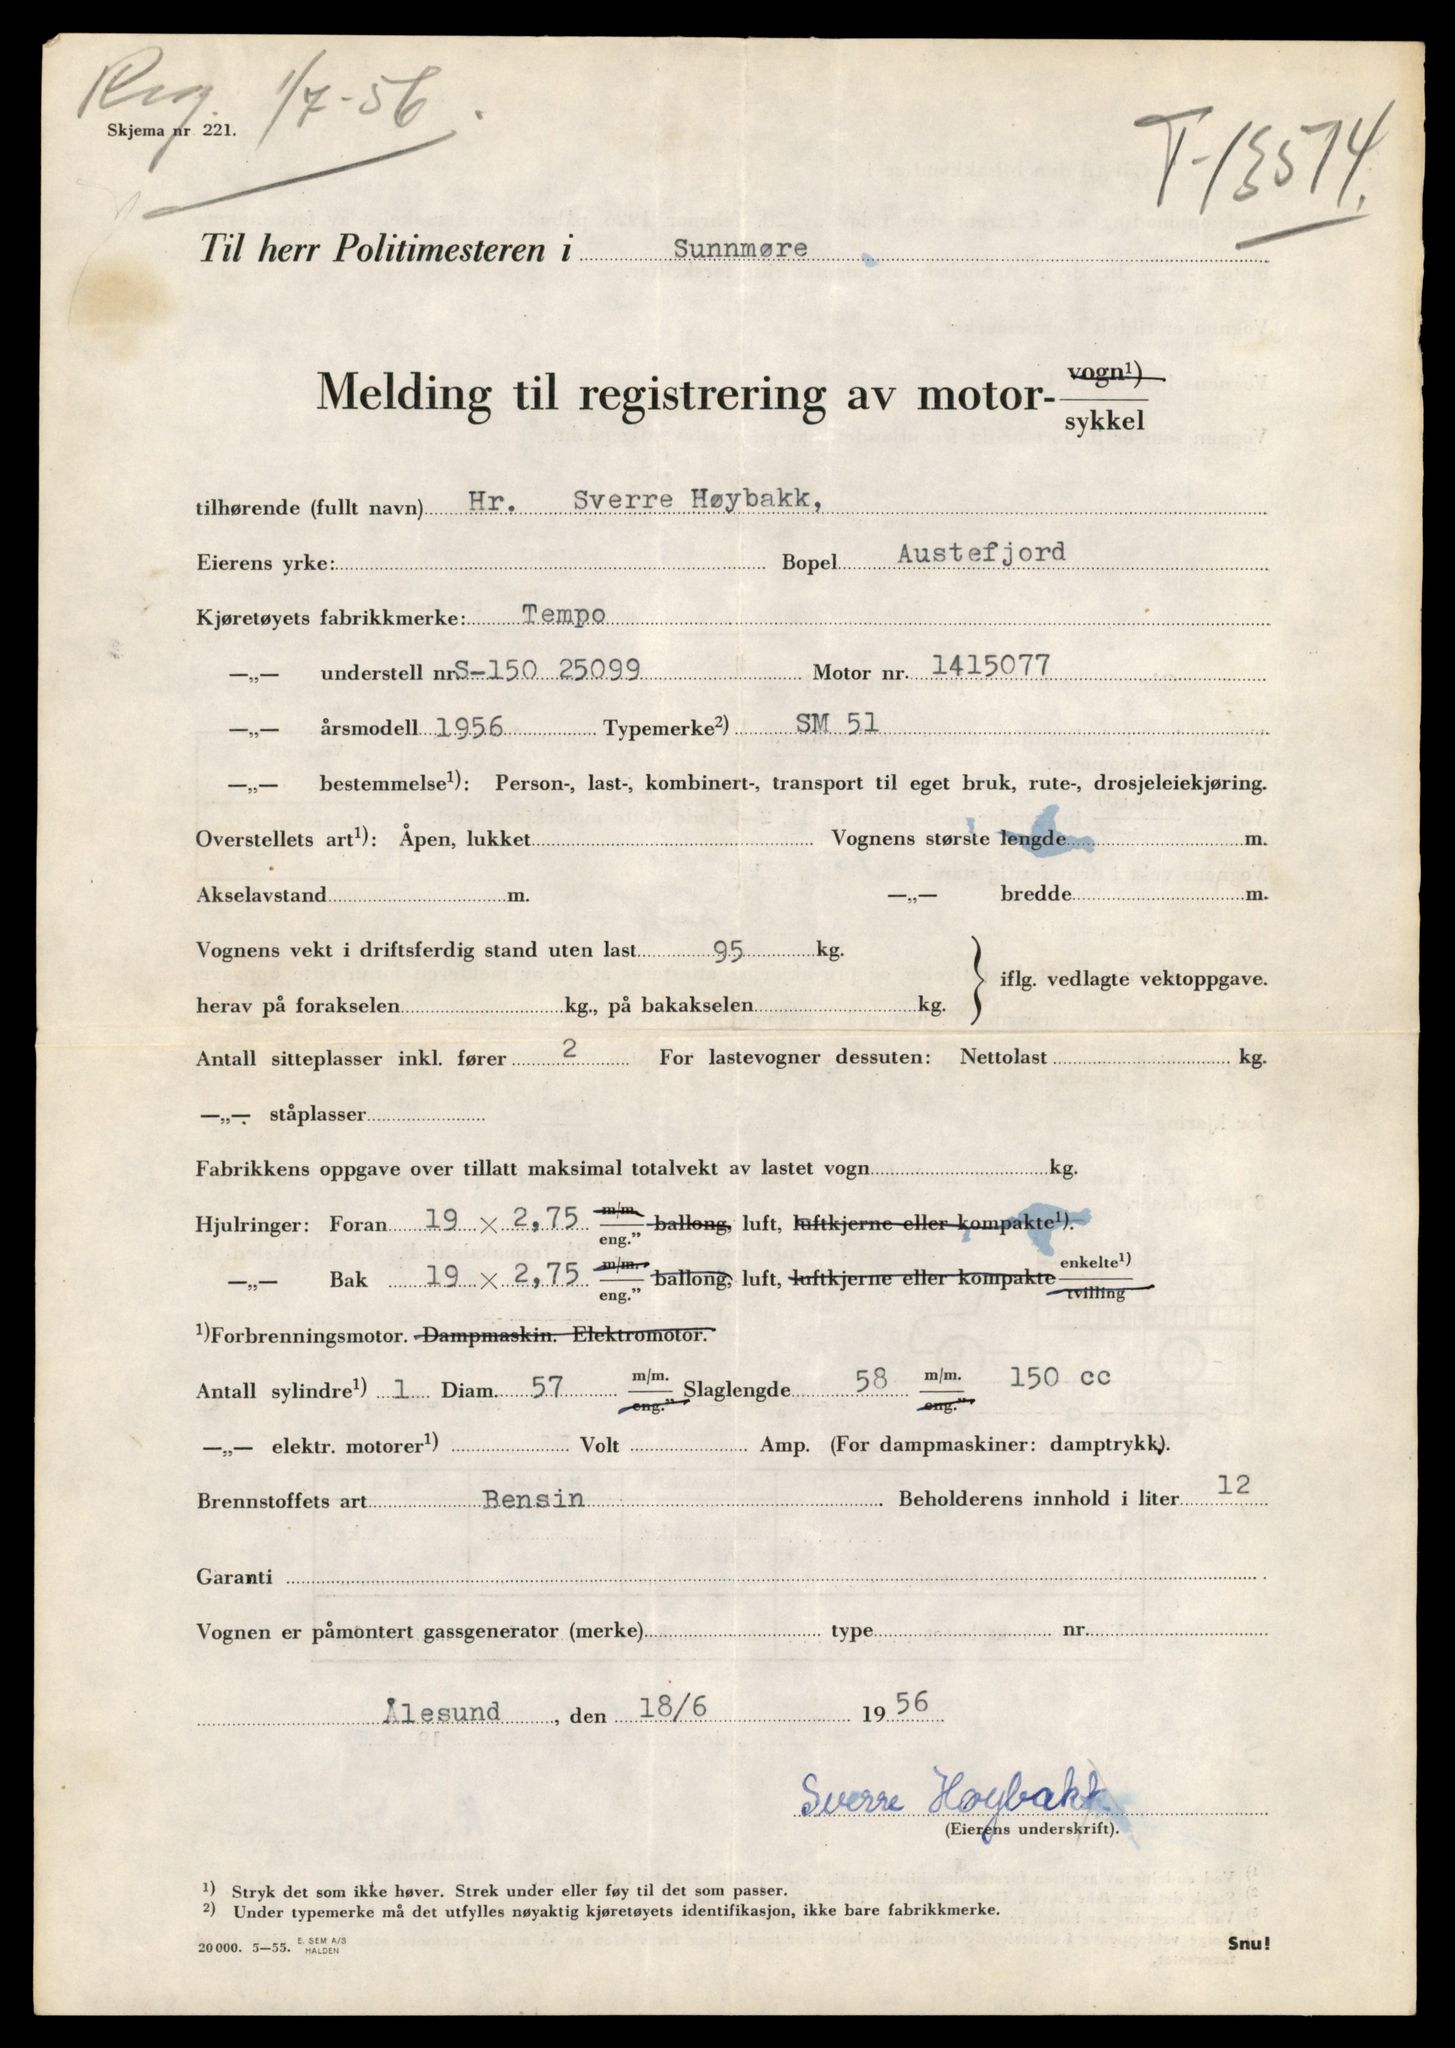 Reg. 1/7-56.
Skjema nr 221.
T-13574.
Til herr Politimesteren i Sunnmøre
Melding til registrering av motor- vogn¹) / sykkel
tilhørende (fullt navn) Hr. Sverre Høybakk,
Eierens yrke: Bopel Austefjord
Kjøretøyets fabrikkmerke: Tempo
—„— understell nr. S-150 25099 Motor nr. 1415077
—„— årsmodell 1956 Typemerke²) SM 51
—„— bestemmelse¹): Person-, last-, kombinert-, transport til eget bruk, rute-, drosjeleiekjøring.
Overstellets art¹): Åpen, lukket Vognens største lengde m.
Akselavstand m. —„— bredde m.
Vognens vekt i driftsferdig stand uten last 95 kg.
iflg. vedlagte vektoppgave.
herav på forakselen kg., på bakakselen kg.
Antall sitteplasser inkl. fører 2 For lastevogner dessuten: Nettolast kg.
—„— ståplasser
Fabrikkens oppgave over tillatt maksimal totalvekt av lastet vogn kg.
Hjulringer: Foran 19 × 2,75 m/m / eng.” ballong, luft, luftkjerne eller kompakte¹).
—„— Bak 19 × 2,75 m/m. / eng.” ballong, luft, luftkjerne eller kompakte enkelte¹) / tvilling
¹)Forbrenningsmotor. Dampmaskin. Elektromotor.
Antall sylindre¹) 1 Diam. 57 m/m. / eng.” Slaglengde 58 m/m. / eng.” 150 cc
—„— elektr. motorer¹) Volt Amp. (For dampmaskiner: damptrykk).
Brennstoffets art Bensin. Beholderens innhold i liter 12
Garanti
Vognen er påmontert gassgenerator (merke) type nr.
Ålesund, den 18/6 1956
Sverre Høybakk
(Eierens underskrift).
¹) Stryk det som ikke høver. Strek under eller føy til det som passer.
²) Under typemerke må det utfylles nøyaktig kjøretøyets identifikasjon, ikke bare fabrikkmerke.
20 000. 5—55. E. SEM A/S HALDEN
Snu!